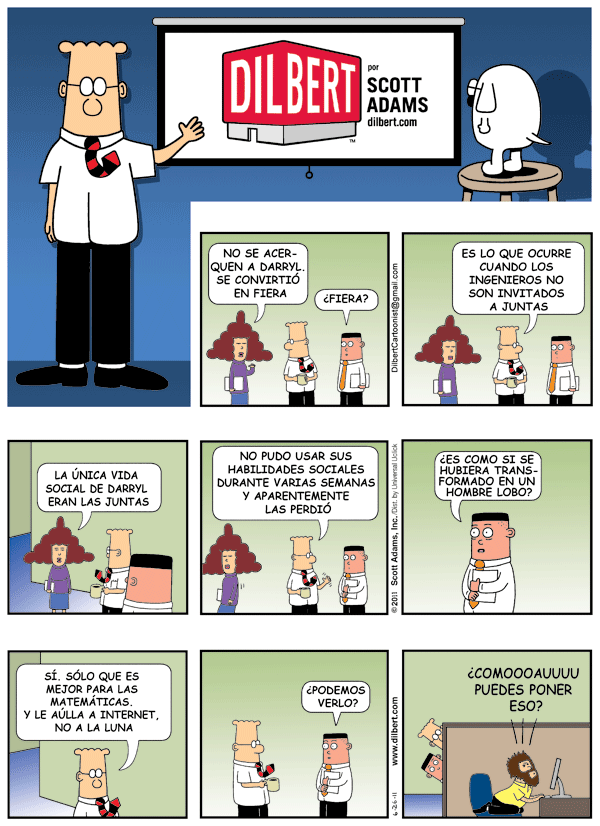 DILBERT
™
por
SCOTT
ADAMS
dilbert.com
NO SE ACER-
QUEN A DARRYL.
SE CONVIRTIÓ
EN FIERA
¿FIERA?
DilbertCartoonist@gmail.com
ES LO QUE OCURRE
CUANDO LOS
INGENIEROS NO
SON INVITADOS
A JUNTAS
LA ÚNICA VIDA
SOCIAL DE DARRYL
ERAN LAS JUNTAS
NO PUDO USAR SUS
HABILIDADES SOCIALES
DURANTE VARIAS SEMANAS
Y APARENTEMENTE
LAS PERDIÓ
©2011 Scott Adams, Inc. /Dist. by Universal Uclick
¿ES COMO SI SE
HUBIERA TRANS-
FORMADO EN UN
HOMBRE LOBO?
SÍ. SÓLO QUE ES
MEJOR PARA LAS
MATEMÁTICAS.
Y LE AÚLLA A INTERNET,
NO A LA LUNA
¿PODEMOS
VERLO?
6-26-11 www.dilbert.com
¿COMOOOAUUUU
PUEDES PONER
ESO?